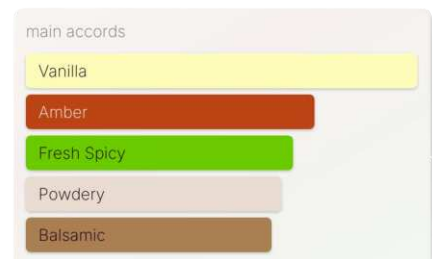 main accords
Vanilla
Amber
Fresh Spicy
Powdery
Balsamic